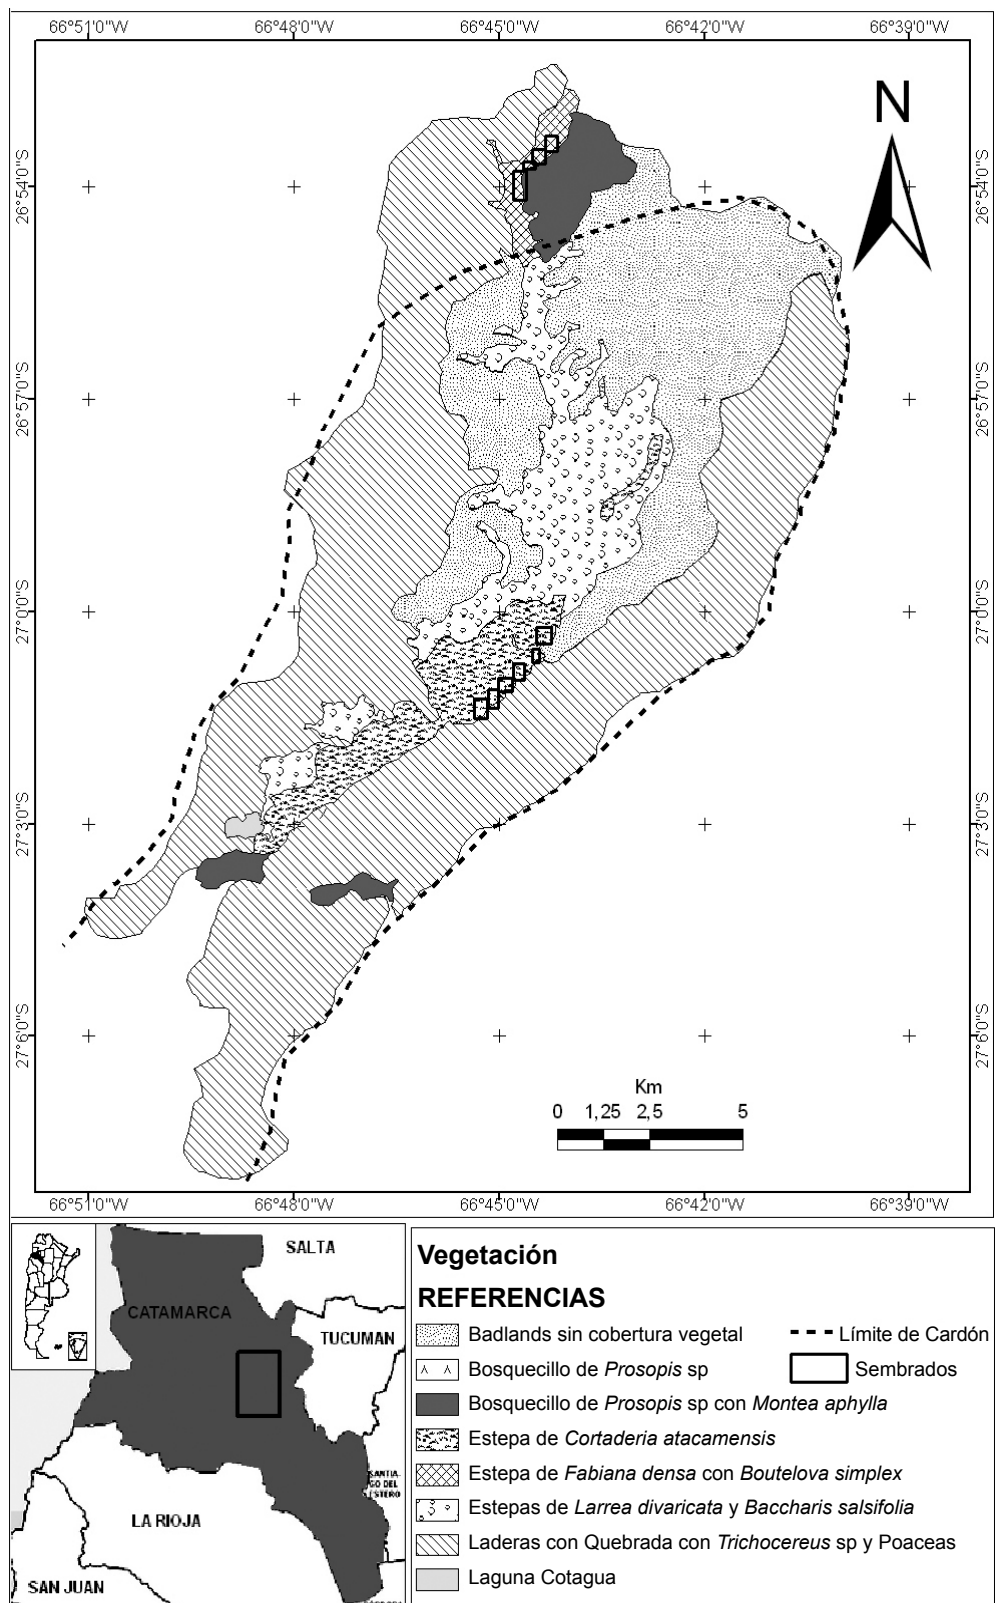 66°51'0"W 66°48'0"W 66°45'0"W 66°42'0"W 66°39'0"W
N
26°54'0"S 26°54'0"S
26°57'0"S 26°57'0"S
27°0'0"S 27°0'0"S
27°3'0"S 27°3'0"S
27°6'0"S 27°6'0"S
Km
0 1,25 2,5 5
66°51'0"W 66°48'0"W 66°45'0"W 66°42'0"W 66°39'0"W
SALTA
CATAMARCA
TUCUMAN
SANTIA-
GO DEL
ESTERO
LA RIOJA
SAN JUAN
Vegetación
REFERENCIAS
Badlands sin cobertura vegetal
Límite de Cardón
Bosquecillo de Prosopis sp
Sembrados
Bosquecillo de Prosopis sp con Montea aphylla
Estepa de Cortaderia atacamensis
Estepa de Fabiana densa con Boutelova simplex
Estepas de Larrea divaricata y Baccharis salsifolia
Laderas con Quebrada con Trichocereus sp y Poaceas
Laguna Cotagua